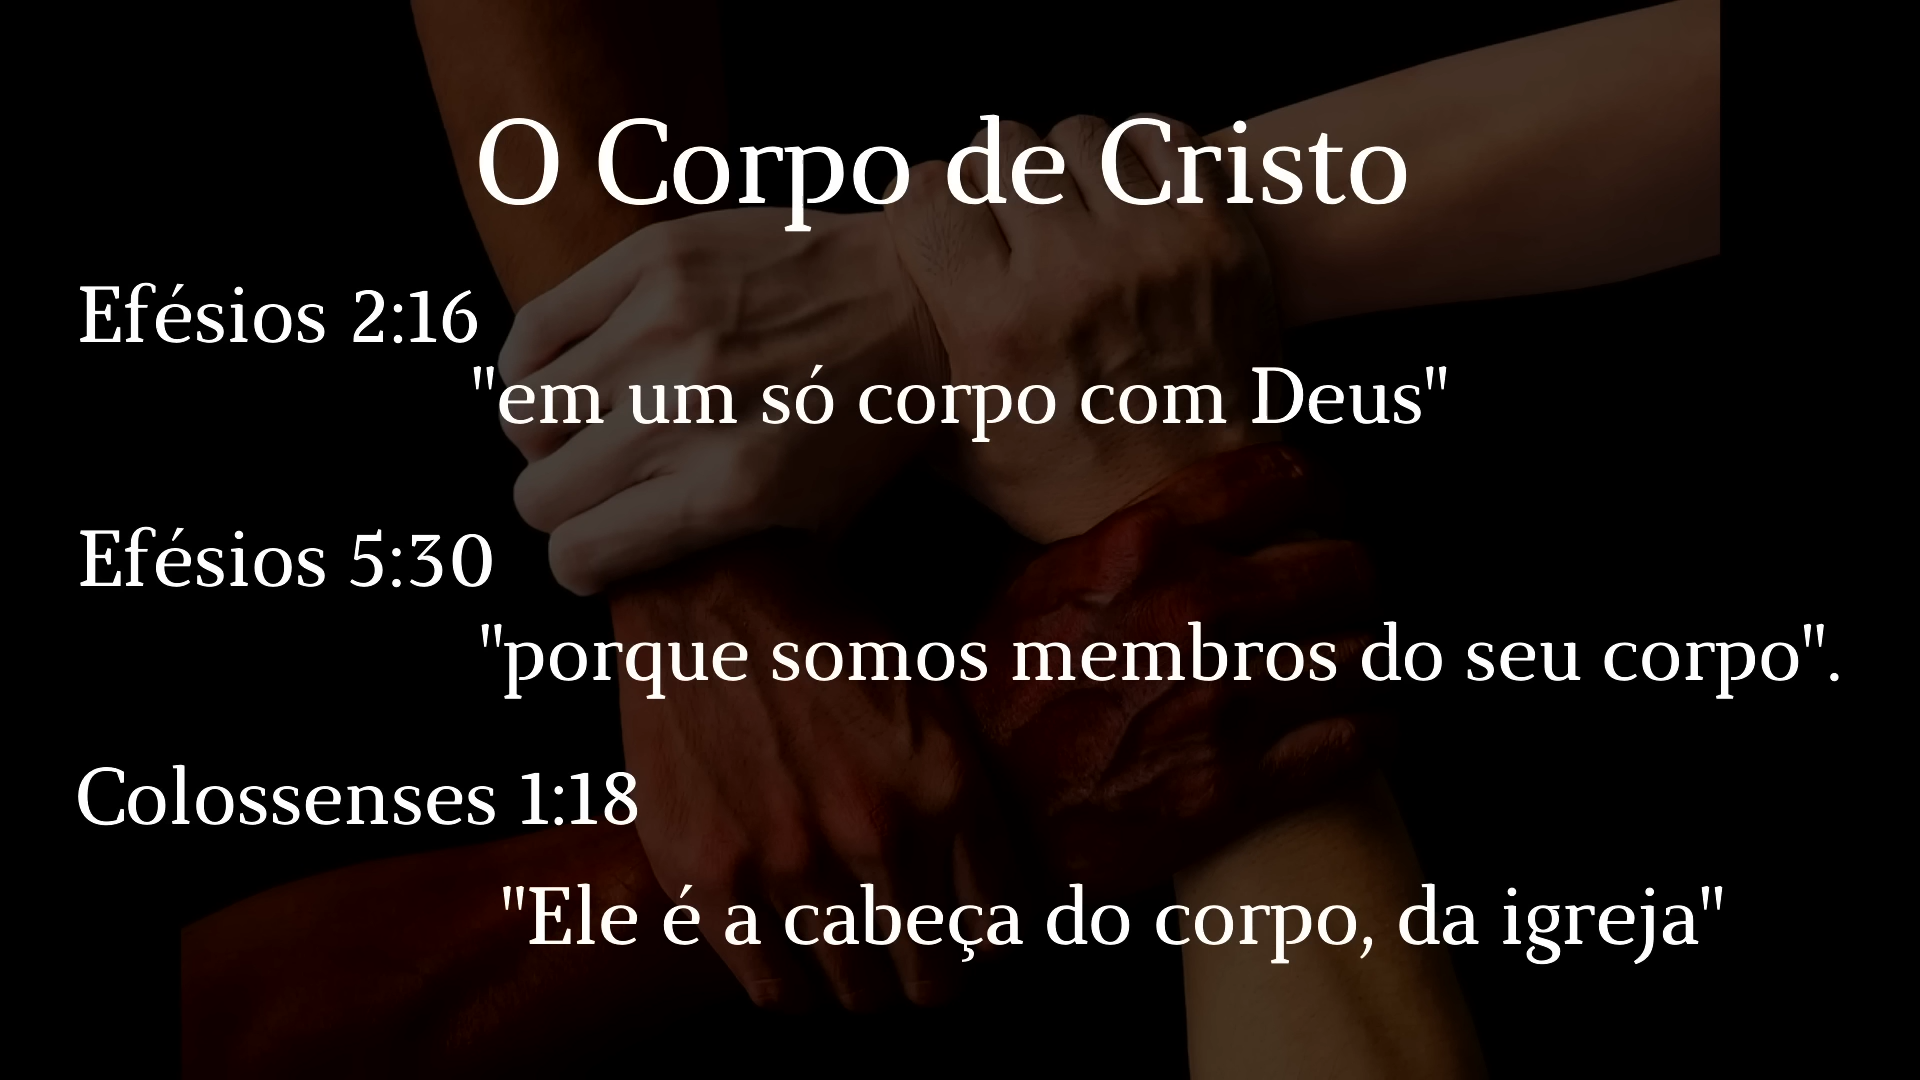 O Corpo de Cristo
Efésios 2:16
"em um só corpo com Deus"
Efésios 5:30
"porque somos membros do seu corpo".
Colossenses 1:18
"Ele é a cabeça do corpo, da igreja"